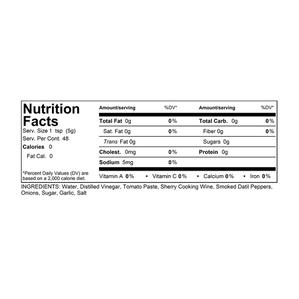 Nutrition
Facts
Serv. Size 1 tsp (5g)
Serv. Per Cont. 48
Calories 0
Fat Cal. 0
*Percent Daily Values (DV) are
based on a 2,000 calorie diet.
Amount/serving %DV* Amount/serving %DV*
Total Fat 0g 0% Total Carb. 0g 0%
Sat. Fat 0g 0% Fiber 0g 0%
Trans Fat 0g Sugars 0g
Cholest. 0mg 0% Protein 0g
Sodium 5mg 0%
Vitamin A 0% • Vitamin C 0% • Calcium 0% • Iron 0%
INGREDIENTS: Water, Distilled Vinegar, Tomato Paste, Sherry Cooking Wine, Smoked Datil Peppers,
Onions, Sugar, Garlic, Salt